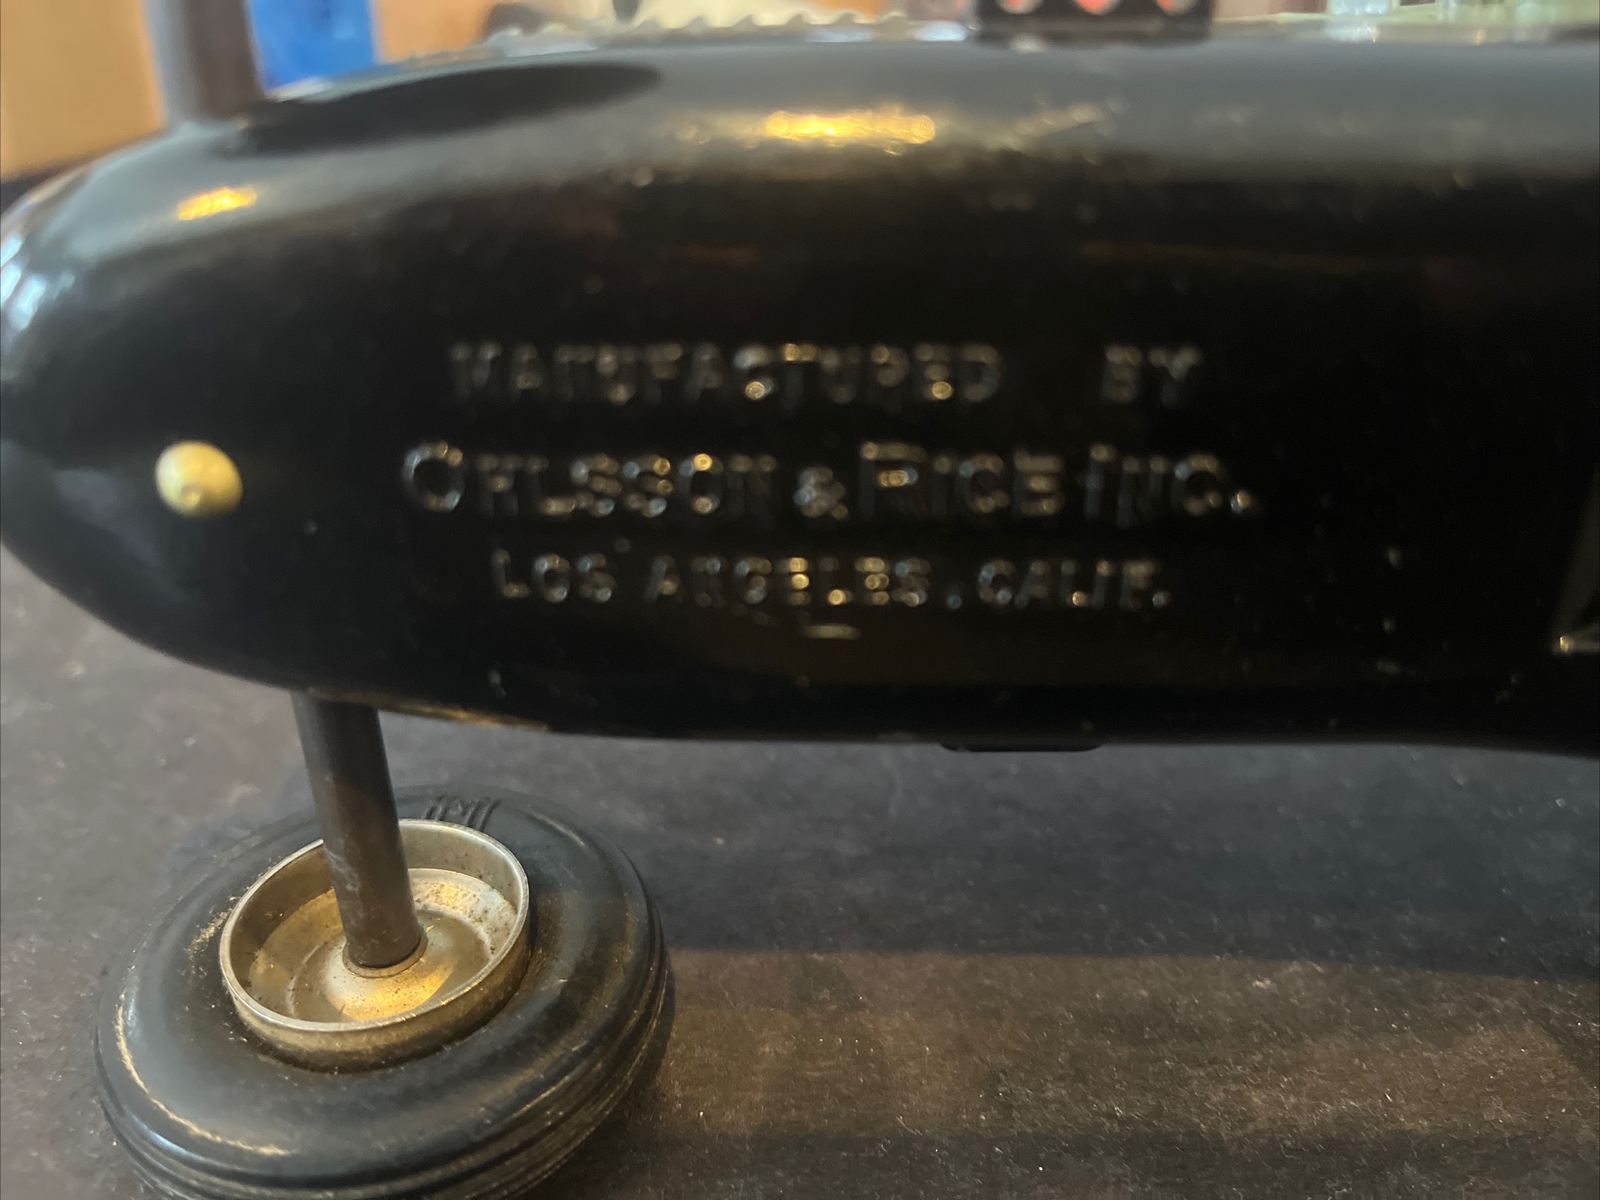 MANUFACTURED BY
OHLSSON & RICE INC.
LOS ANGELES, CALIF.